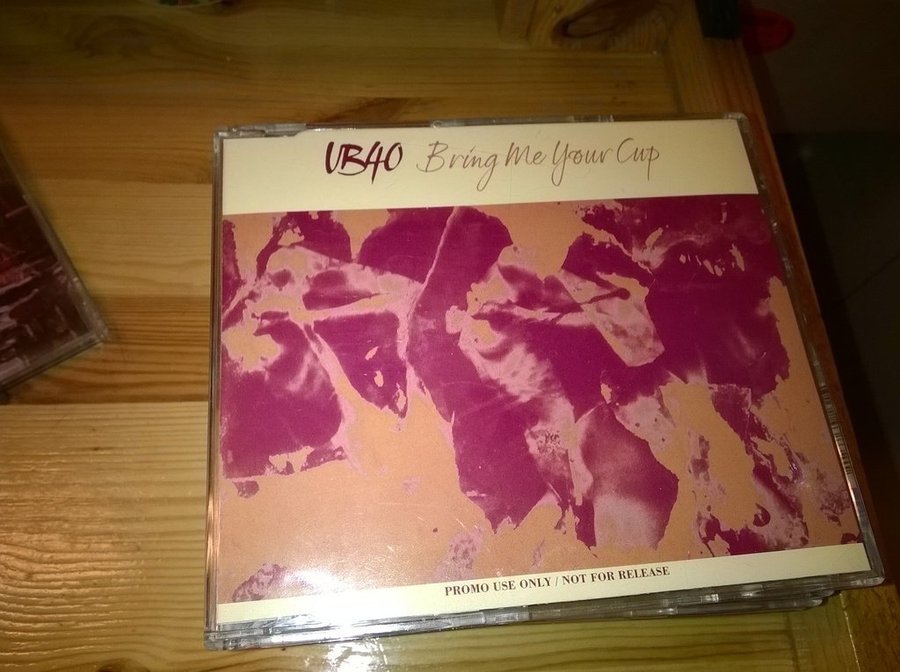 UB40 Bring Me Your Cup
PROMO USE ONLY / NOT FOR RELEASE